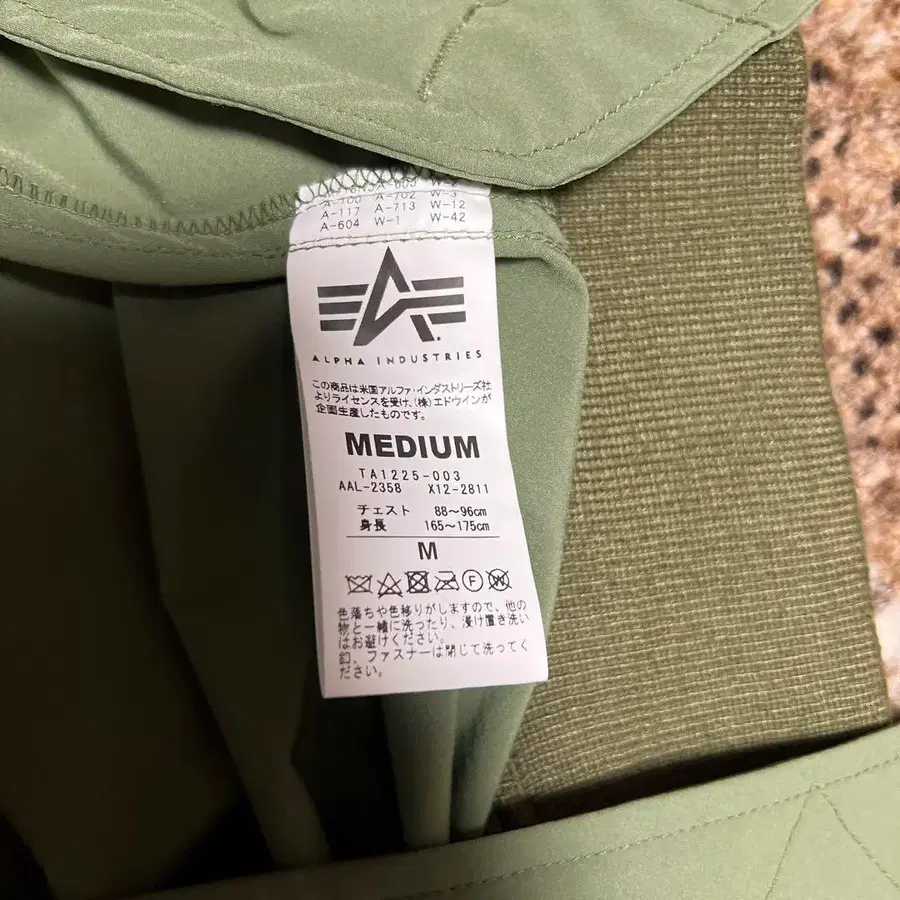 A-700 A-702 W-3
A-117 A-713 W-12
A-604 W-1 W-42
ALPHA INDUSTRIES
この商品は米国アルファ・インダストリーズ社
よりライセンスを受け、(株)エドウインが
企画生産したものです。
MEDIUM
TA1225-003
AAL-2358 X12-2811
チェスト 88～96cm
身長 165～175cm
M
F
W
色落ちや色移りがしますので、他の
物と一緒に洗ったり、浸け置き洗い
はお避けください。
釦、ファスナーは閉じて洗ってく
ださい。